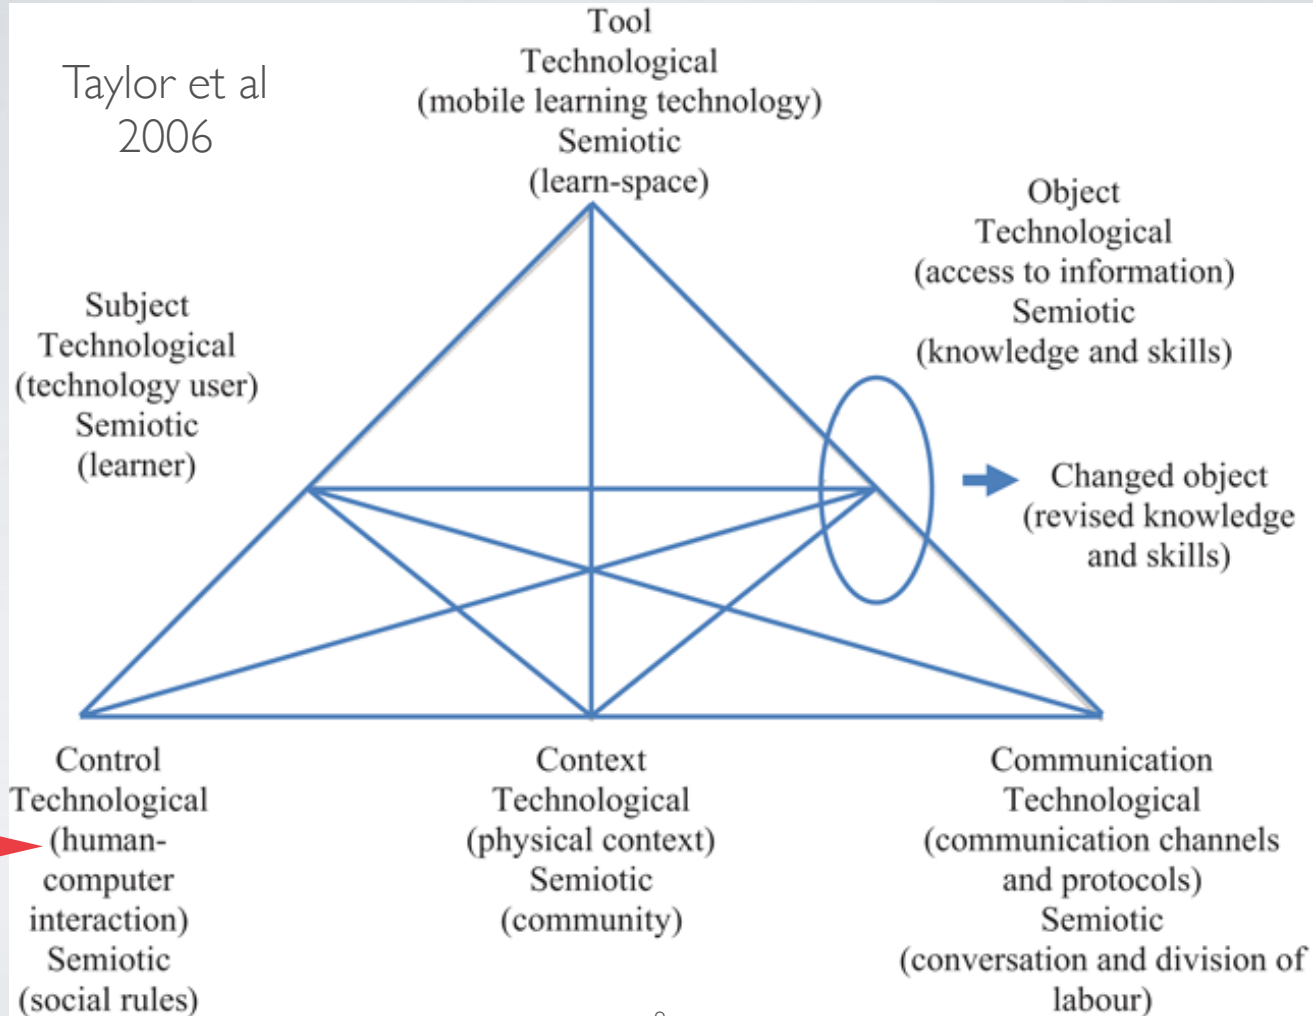 Taylor et al
2006
Tool
Technological
(mobile learning technology)
Semiotic
(learn-space)
Object
Technological
(access to information)
Semiotic
(knowledge and skills)
Subject
Technological
(technology user)
Semiotic
(learner)
Changed object
(revised knowledge
and skills)
Control
Technological
(human-
computer
interaction)
Semiotic
(social rules)
Context
Technological
(physical context)
Semiotic
(community)
Communication
Technological
(communication channels
and protocols)
Semiotic
(conversation and division of
labour)